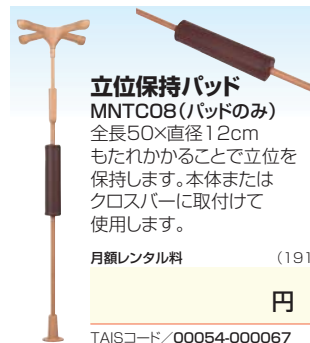 立位保持パッド
MNTC08(パッドのみ)
全長50×直径12cm
もたれかかることで立位を
保持します。本体または
クロスバーに取付けて
使用します。
月額レンタル料 (191
円
TAISコード/00054-000067